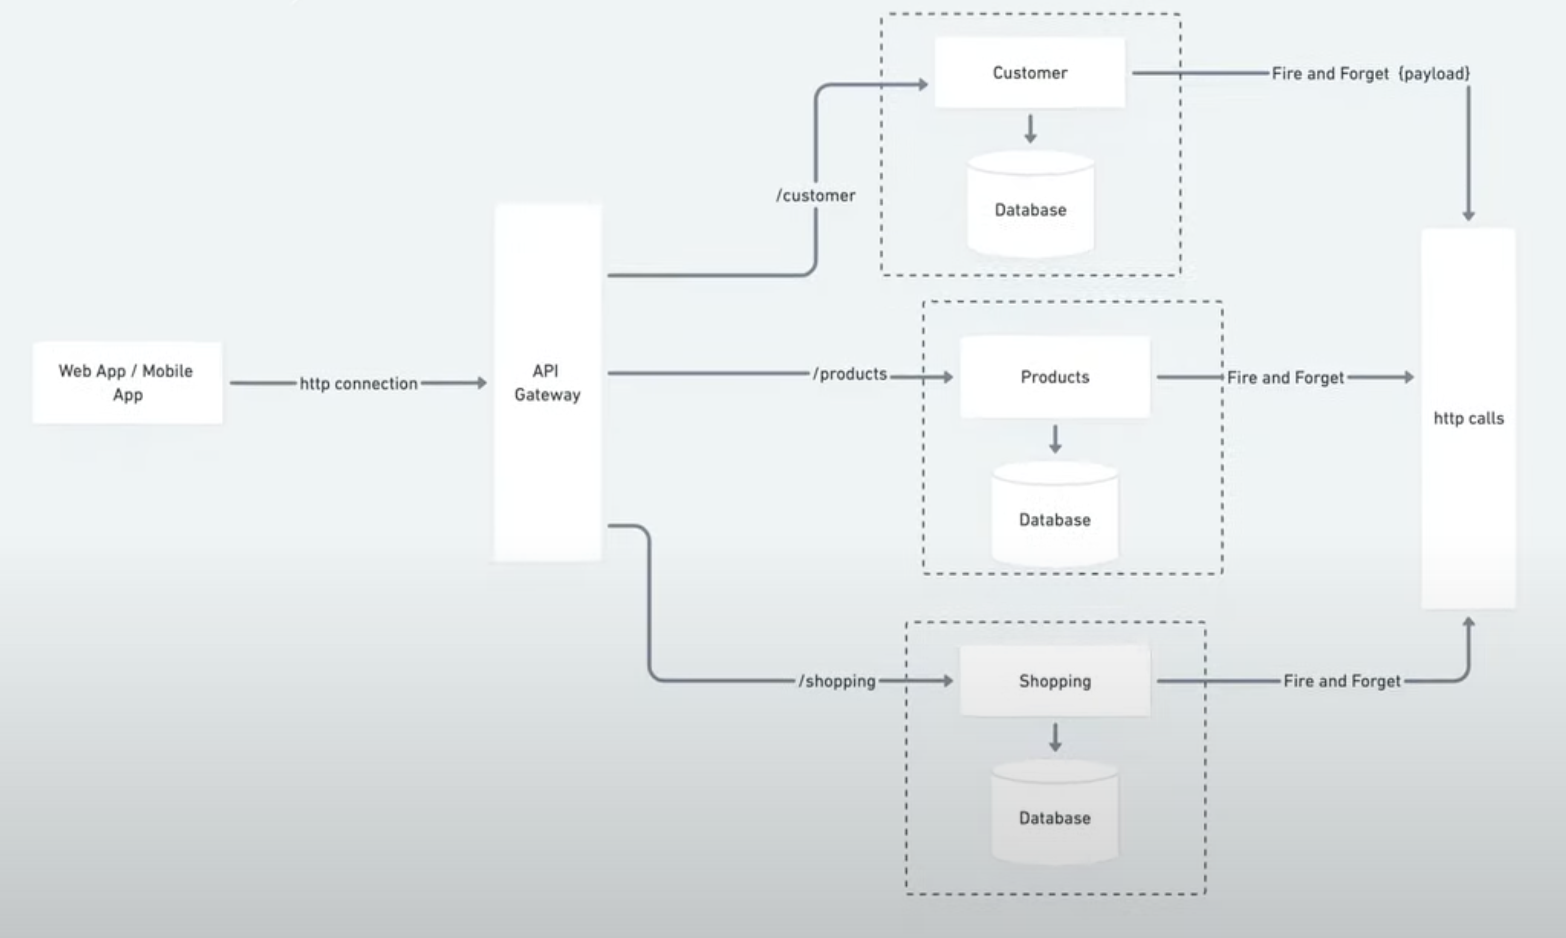 Customer
Fire and Forget {payload}
/customer
Database
Web App / Mobile
App
http connection
API
Gateway
/products
Products
Fire and Forget
http calls
Database
/shopping
Shopping
Fire and Forget
Database